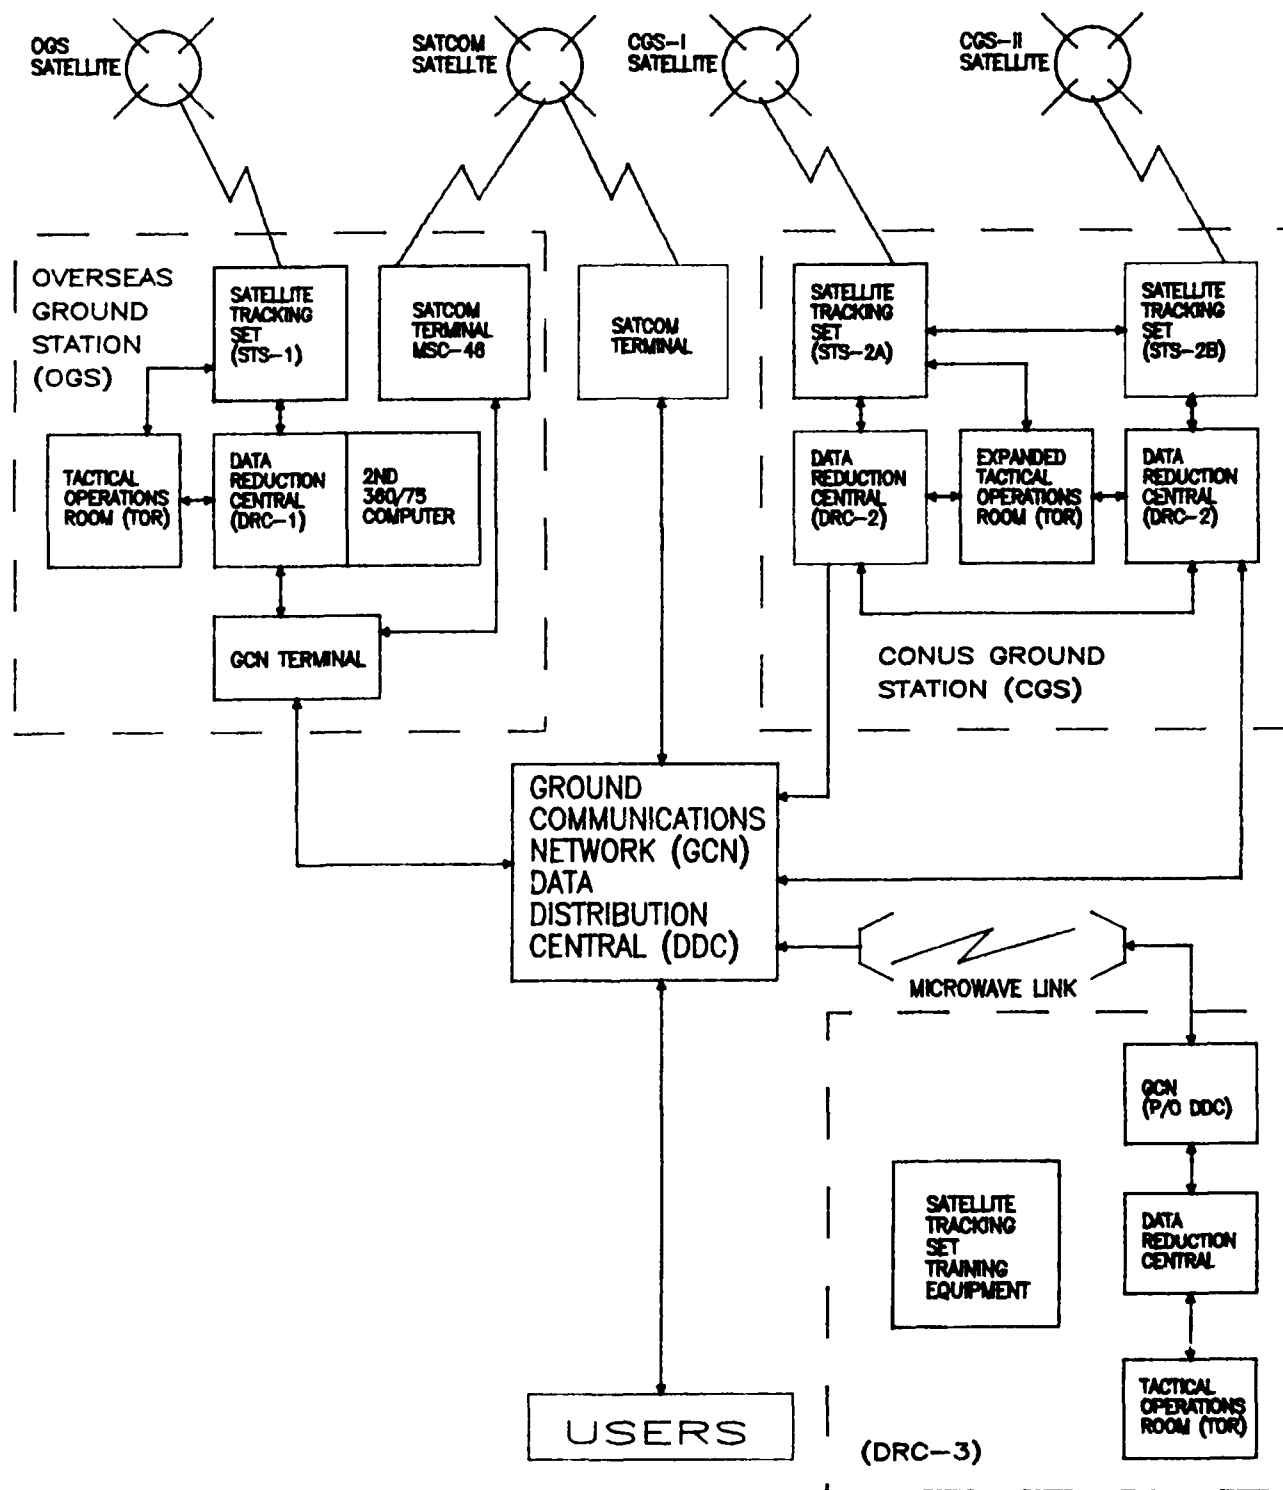 OGS
SATELLITE
SATCOM
SATELLTE
CGS-I
SATELLITE
CGS-II
SATELLITE
OVERSEAS
GROUND
STATION
(OGS)
SATELLITE
TRACKING
SET
(STS-1)
SATCOM
TERMINAL
MSC-46
SATCOM
TERMINAL
SATELLITE
TRACKING
SET
(STS-2A)
SATELLITE
TRACKING
SET
(STS-2B)
TACTICAL
OPERATIONS
ROOM (TOR)
DATA
REDUCTION
CENTRAL
(DRC-1)
2ND
360/75
COMPUTER
DATA
REDUCTION
CENTRAL
(DRC-2)
EXPANDED
TACTICAL
OPERATIONS
ROOM (TOR)
DATA
REDUCTION
CENTRAL
(DRC-2)
GCN TERMINAL
CONUS GROUND
STATION (CGS)
GROUND
COMMUNICATIONS
NETWORK (GCN)
DATA
DISTRIBUTION
CENTRAL (DDC)
MICROWAVE LINK
GCN
(P/O DDC)
SATELLITE
TRACKING
SET
TRAINING
EQUIPMENT
DATA
REDUCTION
CENTRAL
TACTICAL
OPERATIONS
ROOM (TOR)
USERS
(DRC-3)